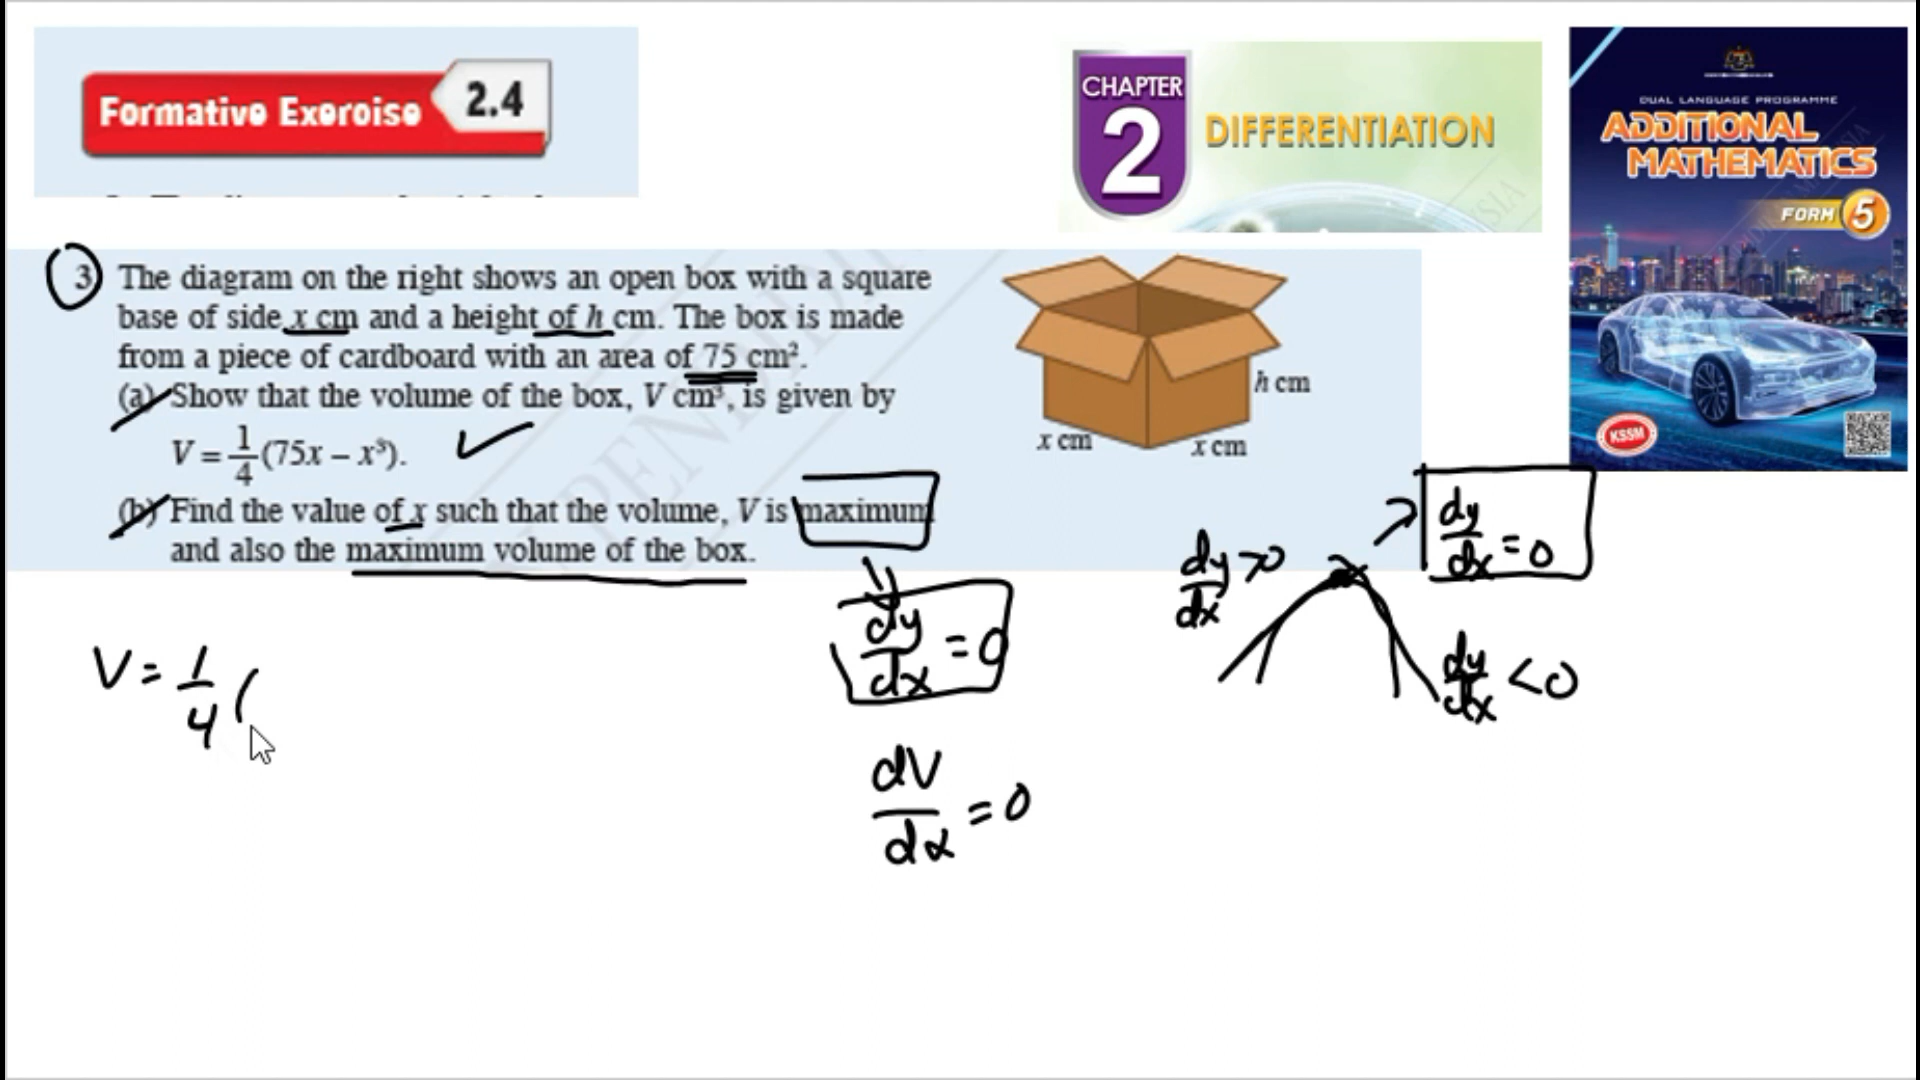 Formative Exercise 2.4
CHAPTER
2
DIFFERENTIATION
DUAL LANGUAGE PROGRAMME
ADDITIONAL
MATHEMATICS
FORM 5
KSSM
3 The diagram on the right shows an open box with a square
base of side x cm and a height of h cm. The box is made
from a piece of cardboard with an area of 75 cm².
(a) Show that the volume of the box, V cm³, is given by
V = 1/4 (75x – x³).
(b) Find the value of x such that the volume, V is maximum
and also the maximum volume of the box.
h cm
x cm
x cm
dy/dx = 0
dy/dx > 0
dy/dx = 0
dy/dx < 0
V = 1/4 (
dV/dx = 0